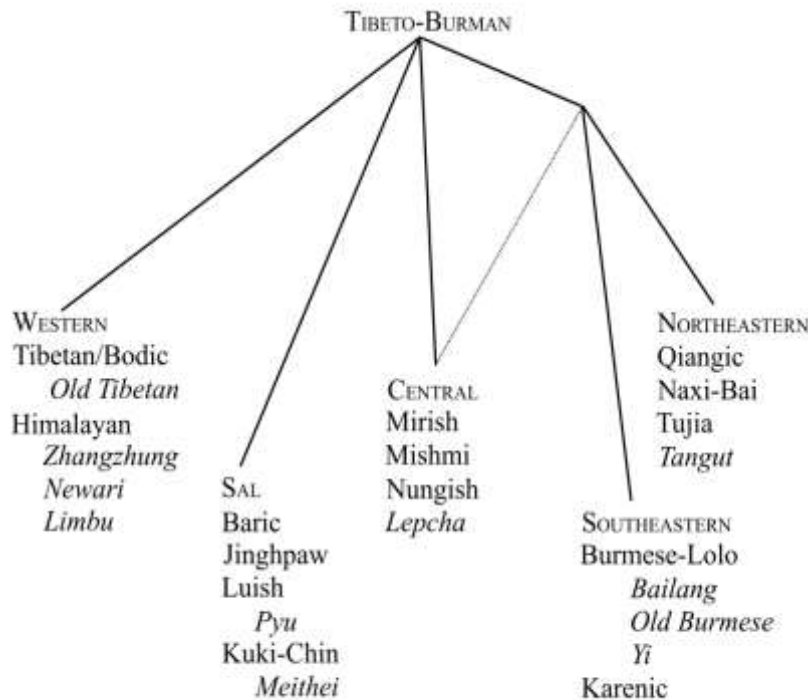 TIBETO-BURMAN
WESTERN
Tibetan/Bodic
Old Tibetan
Himalayan
Zhangzhung
Newari
Limbu
SAL
Baric
Jinghpaw
Luish
Pyu
Kuki-Chin
Meithei
CENTRAL
Mirish
Mishmi
Nungish
Lepcha
SOUTHEASTERN
Burmese-Lolo
Bailang
Old Burmese
Yi
Karenic
NORTHEASTERN
Qiangic
Naxi-Bai
Tujia
Tangut